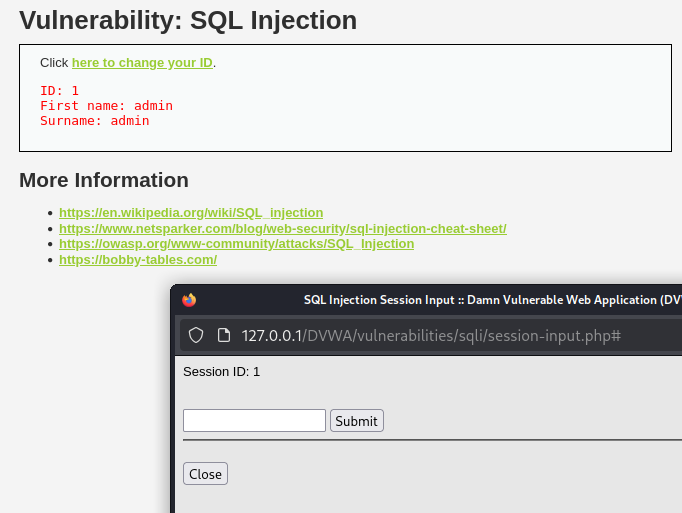 Vulnerability: SQL Injection
Click here to change your ID.
ID: 1
First name: admin
Surname: admin
More Information
https://en.wikipedia.org/wiki/SQL_injection
https://www.netsparker.com/blog/web-security/sql-injection-cheat-sheet/
https://owasp.org/www-community/attacks/SQL_Injection
https://bobby-tables.com/
SQL Injection Session Input :: Damn Vulnerable Web Application (DV
127.0.0.1/DVWA/vulnerabilities/sqli/session-input.php#
Session ID: 1
Submit
Close